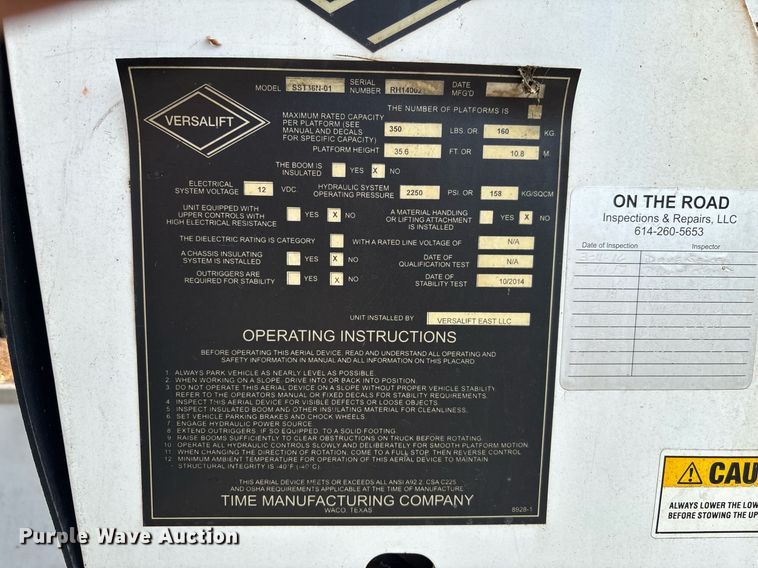 VERSALIFT
MODEL SST36N-01 SERIAL NUMBER DATE MFG'D
THE NUMBER OF PLATFORMS IS
MAXIMUM RATED CAPACITY
PER PLATFORM (SEE 350 LBS. OR 160 KG.
MANUAL AND DECALS
FOR SPECIFIC CAPACITY)
PLATFORM HEIGHT 35.6 FT. OR 10.8 M
THE BOOM IS
INSULATED YES X NO
ELECTRICAL
SYSTEM VOLTAGE 12 VDC.
HYDRAULIC SYSTEM
OPERATING PRESSURE 2250 PSI. OR 158 KG/SQCM
UNIT EQUIPPED WITH
UPPER CONTROLS WITH YES X NO
HIGH ELECTRICAL RESISTANCE
A MATERIAL HANDLING
OR LIFTING ATTACHMENT YES X NO
IS INSTALLED
THE DIELECTRIC RATING IS CATEGORY WITH A RATED LINE VOLTAGE OF N/A
A CHASSIS INSULATING
SYSTEM IS INSTALLED YES X NO
DATE OF
QUALIFICATION TEST N/A
OUTRIGGERS ARE
REQUIRED FOR STABILITY YES X NO
DATE OF
STABILITY TEST 10/2014
UNIT INSTALLED BY VERSALIFT EAST LLC
OPERATING INSTRUCTIONS
BEFORE OPERATING THIS AERIAL DEVICE, READ AND UNDERSTAND ALL OPERATING AND
SAFETY INFORMATION IN MANUAL AND ALL INFORMATION ON THIS PLACARD
1. ALWAYS PARK VEHICLE AS NEARLY LEVEL AS POSSIBLE.
2. WHEN WORKING ON A SLOPE, DRIVE INTO OR BACK INTO POSITION.
3. DO NOT OPERATE THIS AERIAL DEVICE ON A SLOPE WITHOUT PROPER VEHICLE STABILITY.
REFER TO THE OPERATORS MANUAL OR FIXED DECALS FOR STABILITY REQUIREMENTS.
4. INSPECT THIS AERIAL DEVICE FOR VISIBLE DEFECTS OR LOOSE OBJECTS.
5. INSPECT INSULATED BOOM AND OTHER INSULATING MATERIAL FOR CLEANLINESS.
6. SET VEHICLE PARKING BRAKES AND CHOCK WHEELS.
7. ENGAGE HYDRAULIC POWER SOURCE
8. EXTEND OUTRIGGERS, IF SO EQUIPPED, TO A SOLID FOOTING.
9. RAISE BOOMS SUFFICIENTLY TO CLEAR OBSTRUCTIONS ON TRUCK BEFORE ROTATING.
10. OPERATE ALL HYDRAULIC CONTROLS SLOWLY AND DELIBERATELY FOR SMOOTH PLATFORM MOTION.
11. WHEN CHANGING THE DIRECTION OF ROTATION, COME TO A FULL STOP, THEN REVERSE CONTROL.
12. MINIMUM AMBIENT TEMPERATURE FOR OPERATION OF THIS AERIAL DEVICE TO MAINTAIN
STRUCTURAL INTEGRITY IS -40°F (-40°C).
THIS AERIAL DEVICE MEETS OR EXCEEDS ALL ANSI A92.2, CSA C225
AND OSHA REQUIREMENTS APPLICABLE AT THE TIME OF MANUFACTURE
TIME MANUFACTURING COMPANY
WACO, TEXAS
8928-1
ON THE ROAD
Inspections & Repairs, LLC
614-260-5653
Date of Inspection Inspector
CAU
ALWAYS LOWER THE LOW
BEFORE STOWING THE UP
Purple Wave Auction